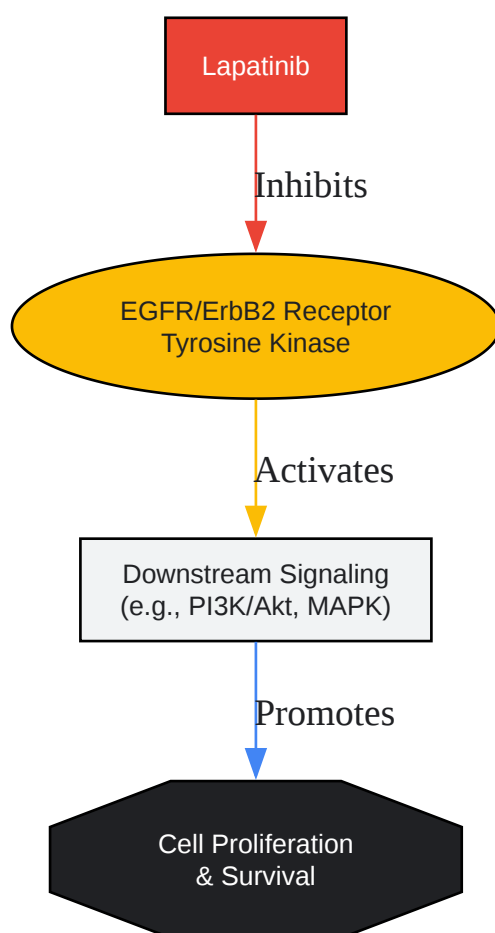 Lapatinib
Inhibits
EGFR/ErbB2 Receptor
Tyrosine Kinase
Activates
Downstream Signaling
(e.g., PI3K/Akt, MAPK)
Promotes
Cell Proliferation
& Survival